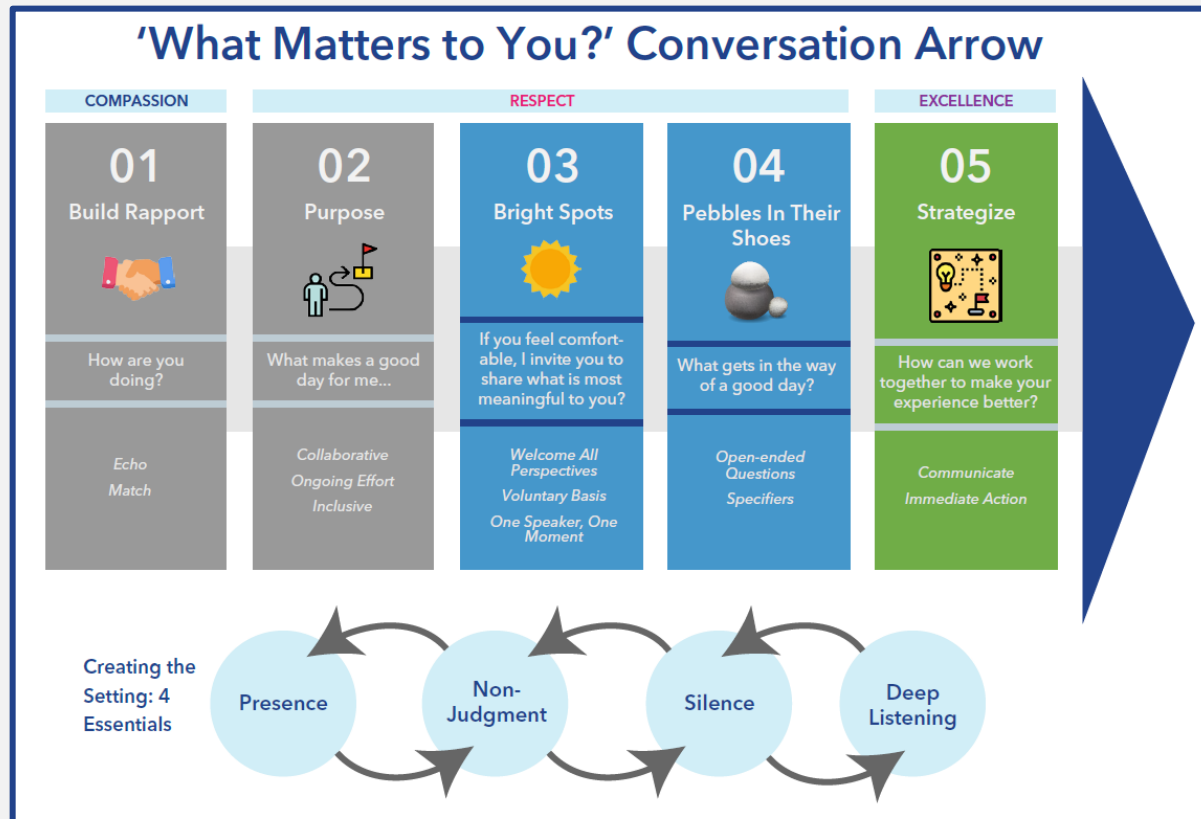 'What Matters to You?' Conversation Arrow
COMPASSION
RESPECT
EXCELLENCE
01
Build Rapport
How are you
doing?
Echo
Match
02
Purpose
What makes a good
day for me...
Collaborative
Ongoing Effort
Inclusive
03
Bright Spots
If you feel comfort-
able, I invite you to
share what is most
meaningful to you?
Welcome All
Perspectives
Voluntary Basis
One Speaker, One
Moment
04
Pebbles In Their
Shoes
What gets in the way
of a good day?
Open-ended
Questions
Specifiers
05
Strategize
How can we work
together to make your
experience better?
Communicate
Immediate Action
Creating the
Setting: 4
Essentials
Presence
Non-
Judgment
Silence
Deep
Listening